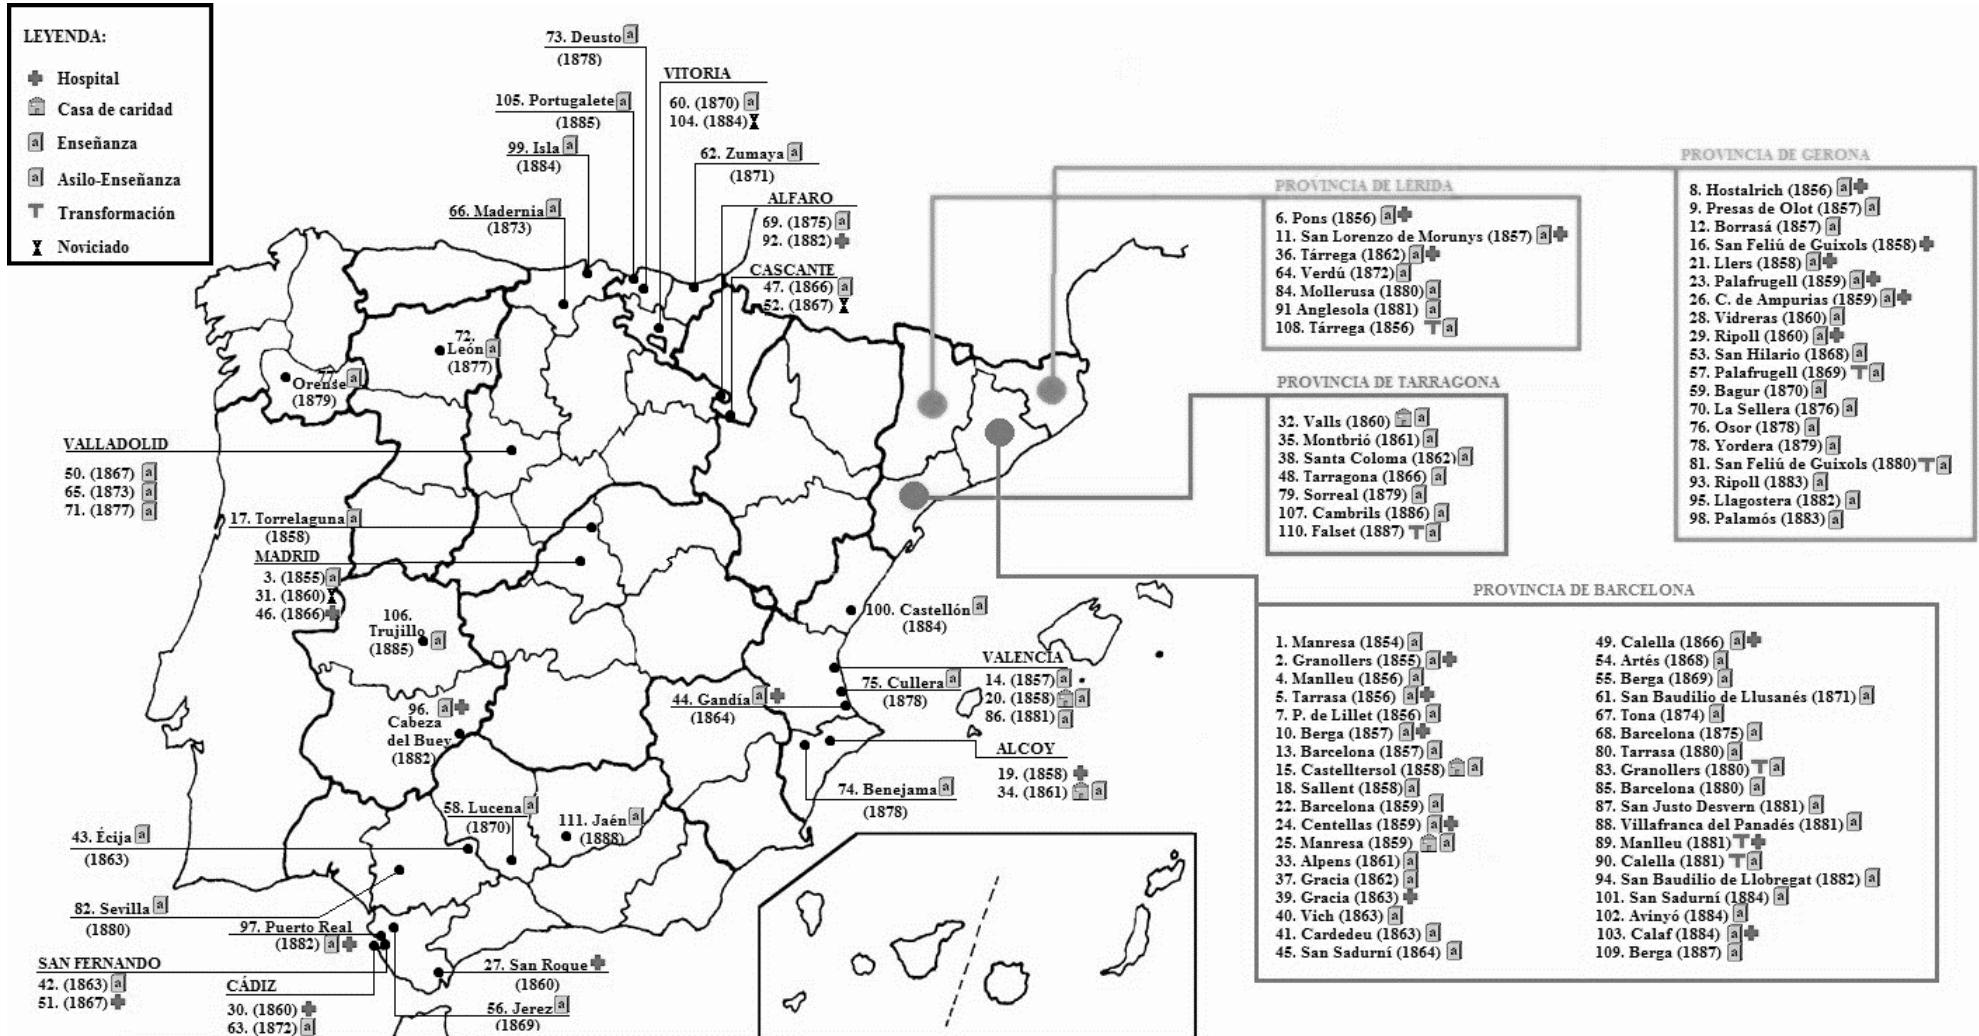 LEYENDA:
Hospital
Casa de caridad
Enseñanza
Asilo-Enseñanza
Transformación
Noviciado
73. Deusto a
(1878)
VITORIA
60. (1870) a
104. (1884)
105. Portugalete a
(1885)
99. Isla a
(1884)
62. Zumaya a
(1871)
66. Madernia a
(1873)
ALFARO
69. (1875) a
92. (1882)
CASCANTE
47. (1866) a
52. (1867)
72.
León a
(1877)
Orense a
(1879)
VALLADOLID
50. (1867) a
65. (1873) a
71. (1877) a
17. Torrelaguna a
(1858)
MADRID
3. (1855) a
31. (1860)
46. (1866)
106.
Trujillo a
(1885)
100. Castellón a
(1884)
VALENCIA
14. (1857) a
20. (1858) a
86. (1881) a
75. Cullera a
(1878)
44. Gandía a
(1864)
96. a
Cabeza
del Buey
(1882)
ALCOY
19. (1858)
34. (1861) a
74. Benejama a
(1878)
58. Lucena a
(1870)
111. Jaén a
(1888)
43. Écija a
(1863)
82. Sevilla a
(1880)
97. Puerto Real
(1882) a
SAN FERNANDO
42. (1863) a
51. (1867)
CÁDIZ
30. (1860)
63. (1872) a
27. San Roque
(1860)
56. Jerez a
(1869)
PROVINCIA DE LERIDA
6. Pons (1856) a
11. San Lorenzo de Morunys (1857) a
36. Tárrega (1862) a
64. Verdú (1872) a
84. Mollerusa (1880) a
91 Anglesola (1881) a
108. Tárrega (1856) a
PROVINCIA DE GERONA
8. Hostalrich (1856) a
9. Presas de Olot (1857) a
12. Borrasá (1857) a
16. San Feliú de Guixols (1858)
21. Llers (1858) a
23. Palafrugell (1859) a
26. C. de Ampurias (1859) a
28. Vidreras (1860) a
29. Ripoll (1860) a
53. San Hilario (1868) a
57. Palafrugell (1869) a
59. Bagur (1870) a
70. La Sellera (1876) a
76. Osor (1878) a
78. Yordera (1879) a
81. San Feliú de Guixols (1880) a
93. Ripoll (1883) a
95. Llagostera (1882) a
98. Palamós (1883) a
PROVINCIA DE TARRAGONA
32. Valls (1860) a
35. Montbrió (1861) a
38. Santa Coloma (1862) a
48. Tarragona (1866) a
79. Sorreal (1879) a
107. Cambrils (1886) a
110. Falset (1887) a
PROVINCIA DE BARCELONA
1. Manresa (1854) a
2. Granollers (1855) a
4. Manlleu (1856) a
5. Tarrasa (1856) a
7. P. de Lillet (1856) a
10. Berga (1857) a
13. Barcelona (1857) a
15. Castelltersol (1858) a
18. Sallent (1858) a
22. Barcelona (1859) a
24. Centellas (1859) a
25. Manresa (1859) a
33. Alpens (1861) a
37. Gracia (1862) a
39. Gracia (1863)
40. Vich (1863) a
41. Cardedeu (1863) a
45. San Sadurní (1864) a
49. Calella (1866) a
54. Artés (1868) a
55. Berga (1869) a
61. San Baudilio de Llusanés (1871) a
67. Tona (1874) a
68. Barcelona (1875) a
80. Tarrasa (1880) a
83. Granollers (1880) a
85. Barcelona (1880) a
87. San Justo Desvern (1881) a
88. Villafranca del Panadés (1881) a
89. Manlleu (1881)
90. Calella (1881) a
94. San Baudilio de Llobregat (1882) a
101. San Sadurní (1884) a
102. Avinyó (1884) a
103. Calaf (1884) a
109. Berga (1887) a